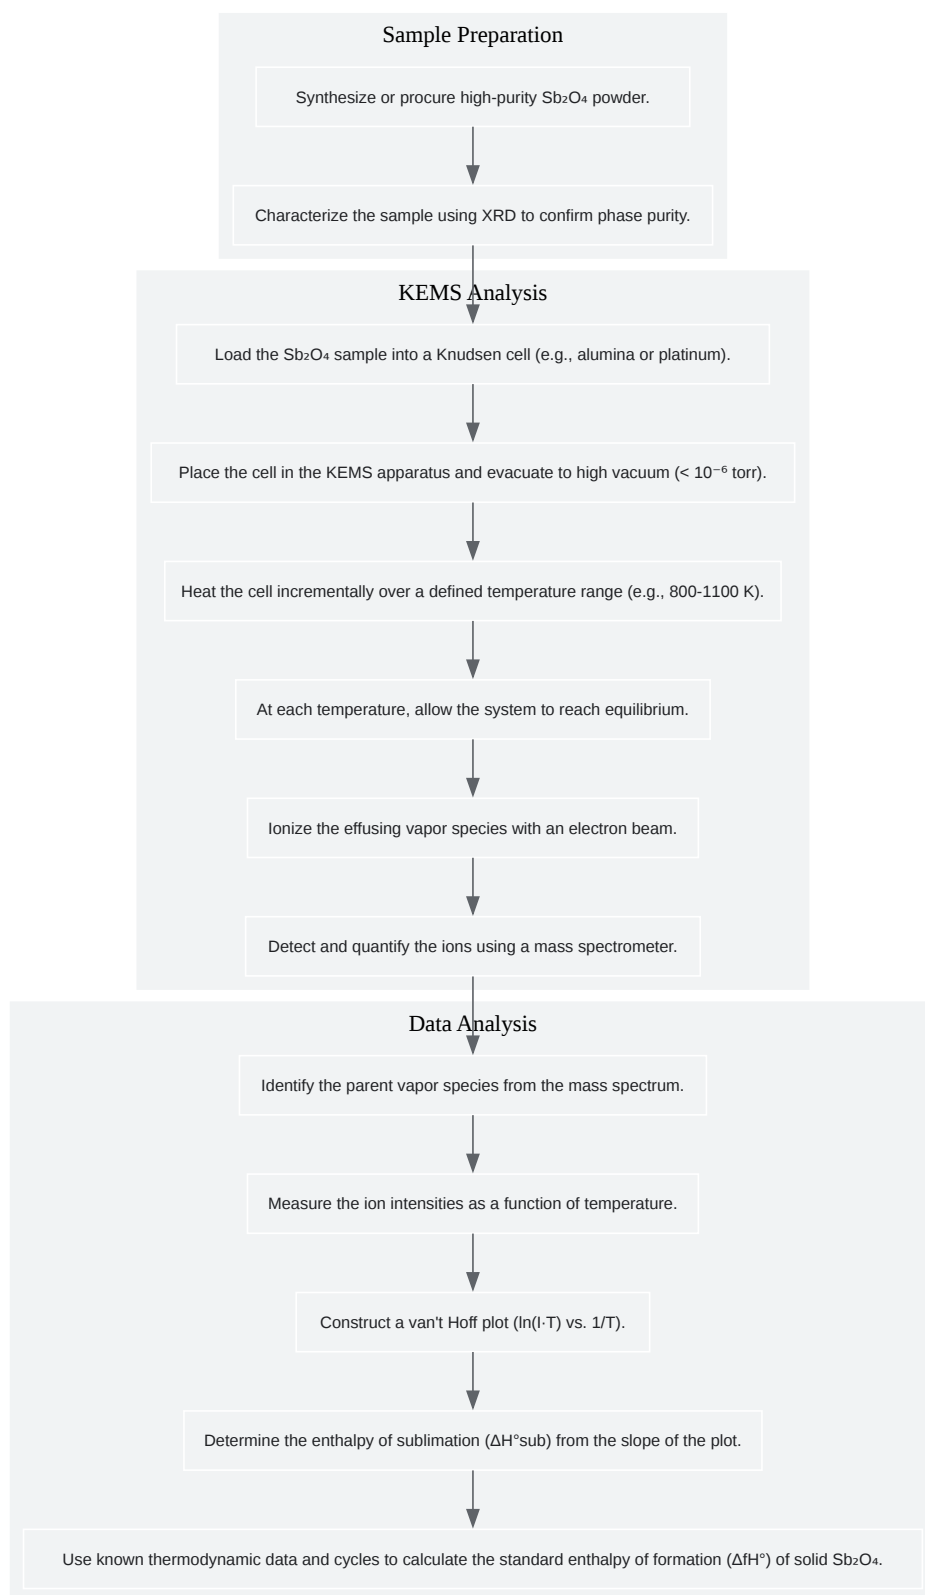 Sample Preparation
Synthesize or procure high-purity Sb₂O₄ powder.
Characterize the sample using XRD to confirm phase purity.
KEMS Analysis
Load the Sb₂O₄ sample into a Knudsen cell (e.g., alumina or platinum).
Place the cell in the KEMS apparatus and evacuate to high vacuum (< 10⁻⁶ torr).
Heat the cell incrementally over a defined temperature range (e.g., 800-1100 K).
At each temperature, allow the system to reach equilibrium.
Ionize the effusing vapor species with an electron beam.
Detect and quantify the ions using a mass spectrometer.
Data Analysis
Identify the parent vapor species from the mass spectrum.
Measure the ion intensities as a function of temperature.
Construct a van't Hoff plot (ln(I·T) vs. 1/T).
Determine the enthalpy of sublimation (ΔH°sub) from the slope of the plot.
Use known thermodynamic data and cycles to calculate the standard enthalpy of formation (ΔfH°) of solid Sb₂O₄.